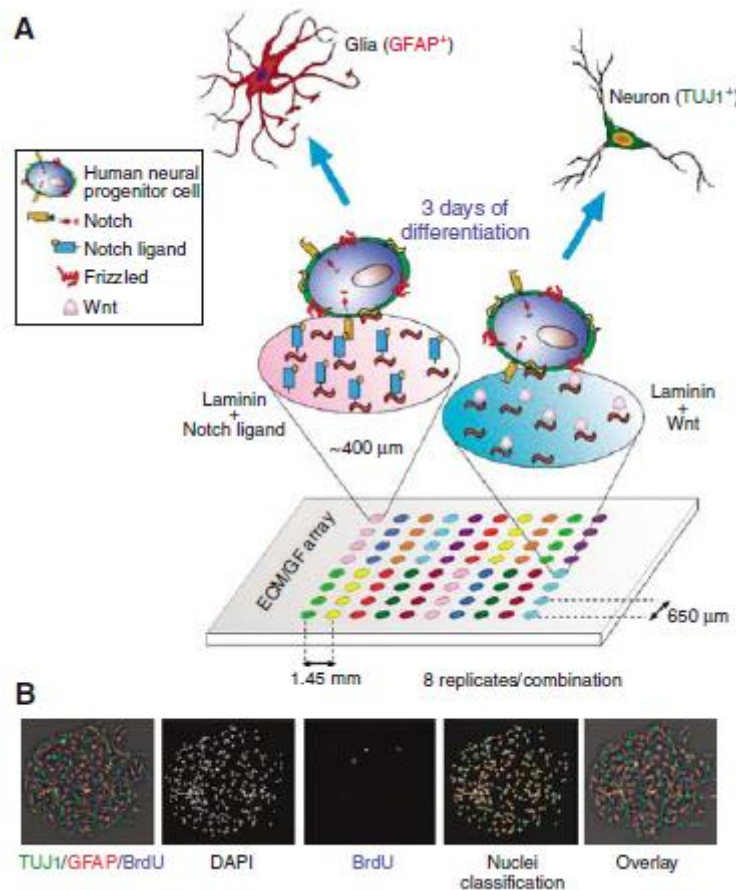 A
Glia (GFAP+)
Neuron (TUJ1+)
Human neural
progenitor cell
Notch
Notch ligand
Frizzled
Wnt
3 days of
differentiation
Laminin
+
Notch ligand
~400 µm
Laminin
+
Wnt
ECM/GF array
650 µm
1.45 mm
8 replicates/combination
B
TUJ1/GFAP/BrdU
DAPI
BrdU
Nuclei
classification
Overlay